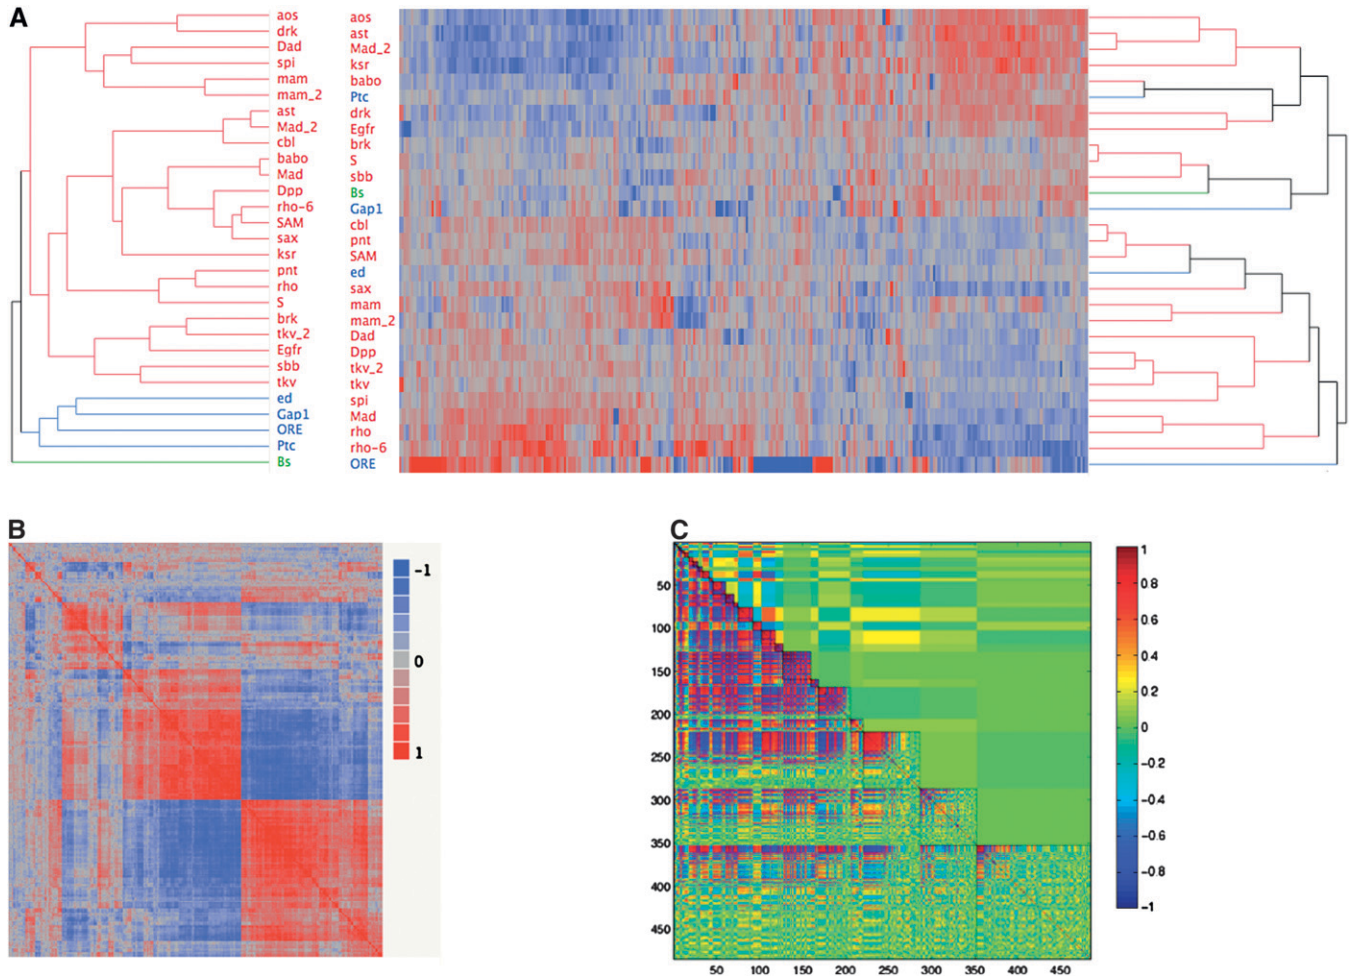 A
aos
drk
Dad
spi
mam
mam_2
ast
Mad_2
cbl
babo
Mad
Dpp
rho-6
SAM
sax
ksr
pnt
rho
S
brk
tkv_2
Egfr
sbb
tkv
ed
Gap1
ORE
Ptc
Bs
aos
ast
Mad_2
ksr
babo
Ptc
drk
Egfr
brk
S
sbb
Bs
Gap1
cbl
pnt
SAM
ed
sax
mam
mam_2
Dad
Dpp
tkv_2
tkv
spi
Mad
rho
rho-6
ORE
B
-1
0
1
C
50
100
150
200
250
300
350
400
450
50 100 150 200 250 300 350 400 450
1
0.8
0.6
0.4
0.2
0
-0.2
-0.4
-0.6
-0.8
-1